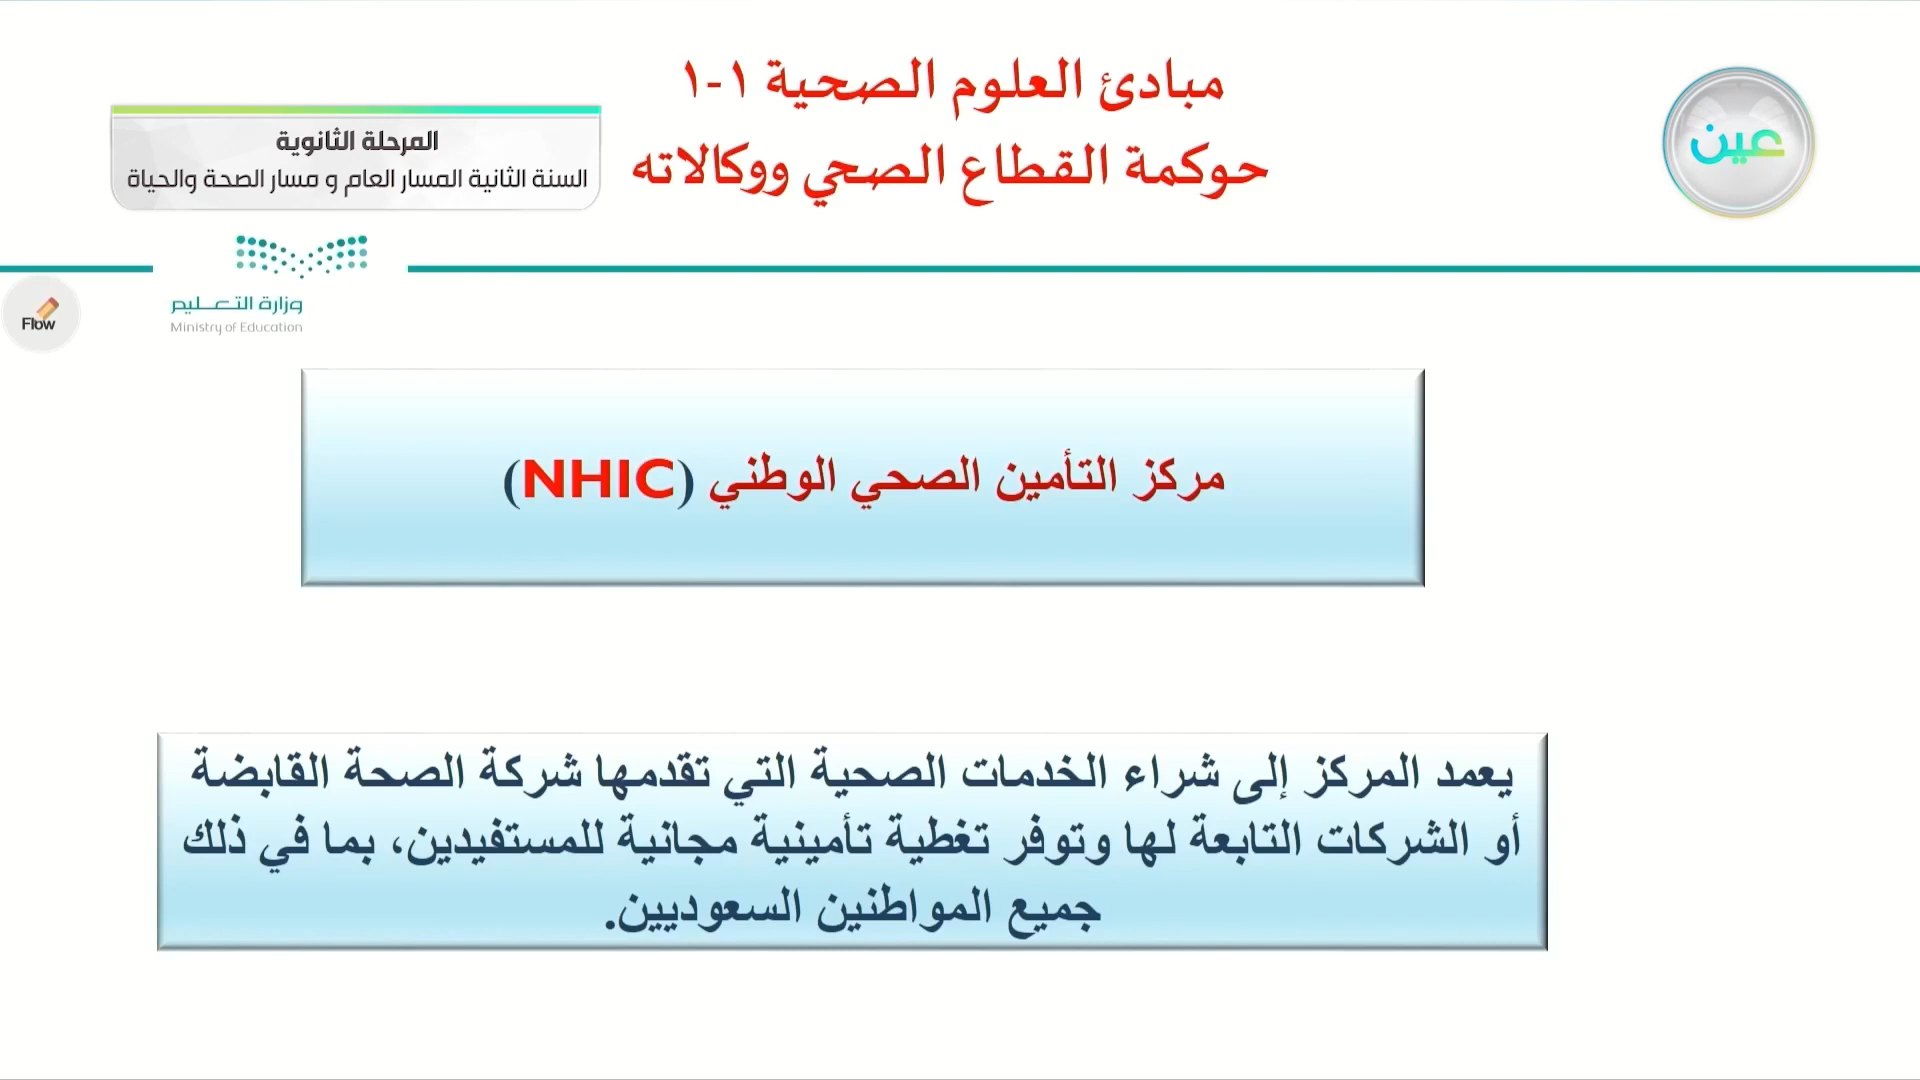 مبادئ العلوم الصحية ١-١
حوكمة القطاع الصحي ووكالاته
عين
المرحلة الثانوية
السنة الثانية المسار العام و مسار الصحة والحياة
وزارة التعليم
Ministry of Education
Flow
مركز التأمين الصحي الوطني (NHIC)
يعمد المركز إلى شراء الخدمات الصحية التي تقدمها شركة الصحة القابضة
أو الشركات التابعة لها وتوفر تغطية تأمينية مجانية للمستفيدين، بما في ذلك
جميع المواطنين السعوديين.